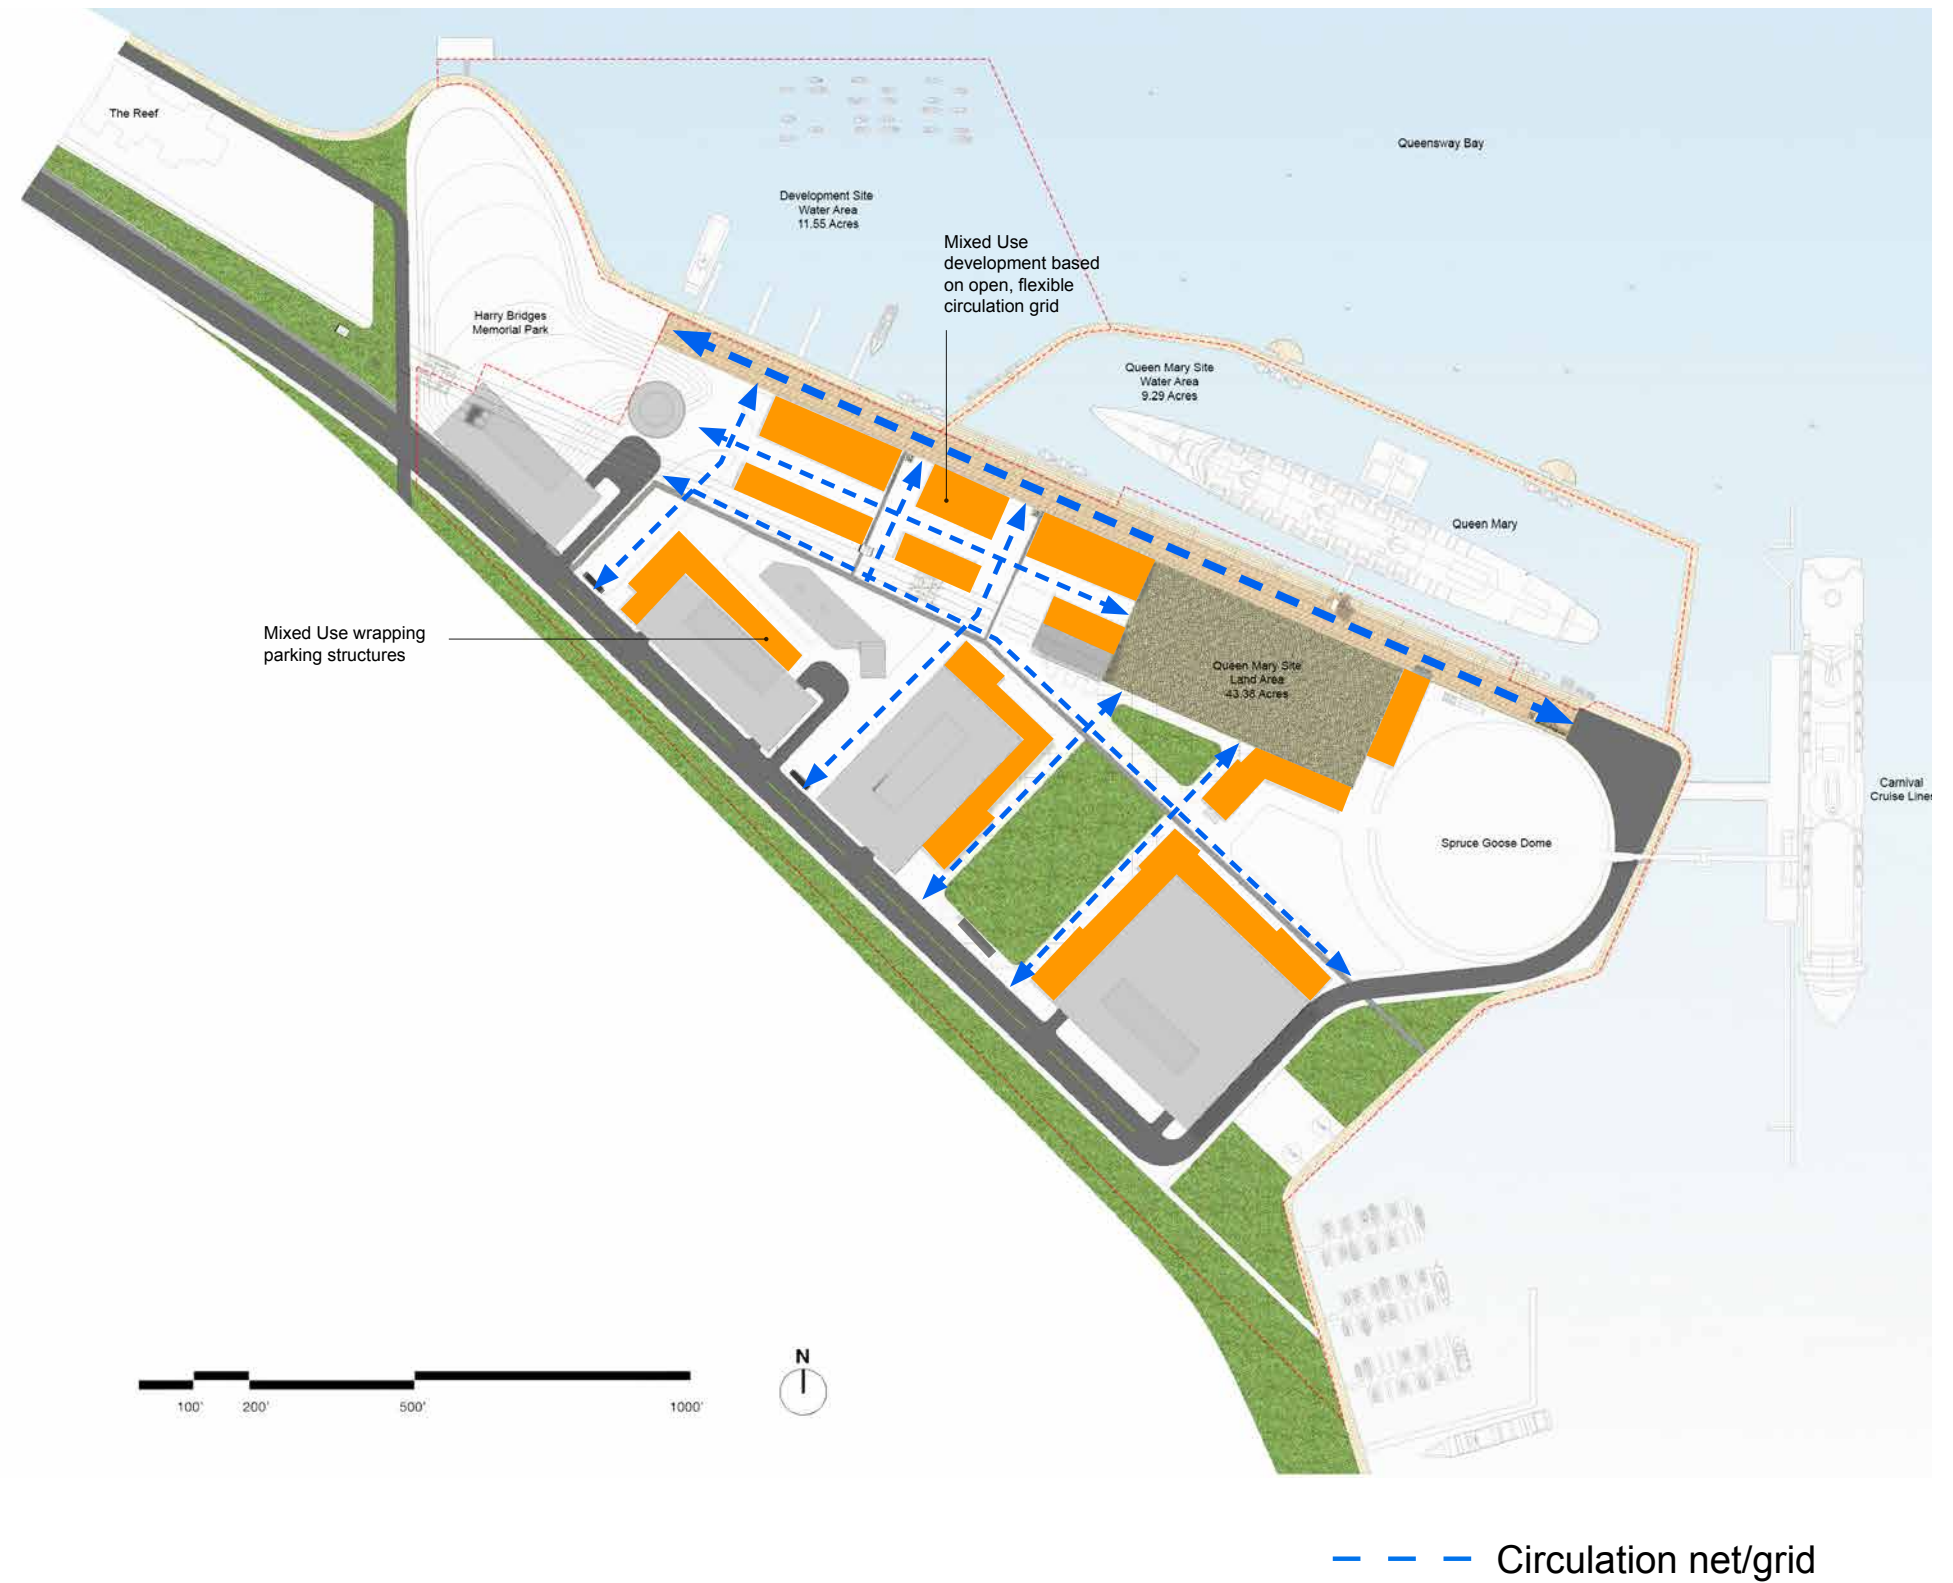 The Reef
Queensway Bay
Development Site
Water Area
11.55 Acres
Mixed Use
development based
on open, flexible
circulation grid
Harry Bridges
Memorial Park
Queen Mary Site
Water Area
9.29 Acres
Queen Mary
Mixed Use wrapping
parking structures
Queen Mary Site
Land Area
43.38 Acres
Carnival
Cruise Liner
Spruce Goose Dome
N
100' 200' 500' 1000'
Circulation net/grid